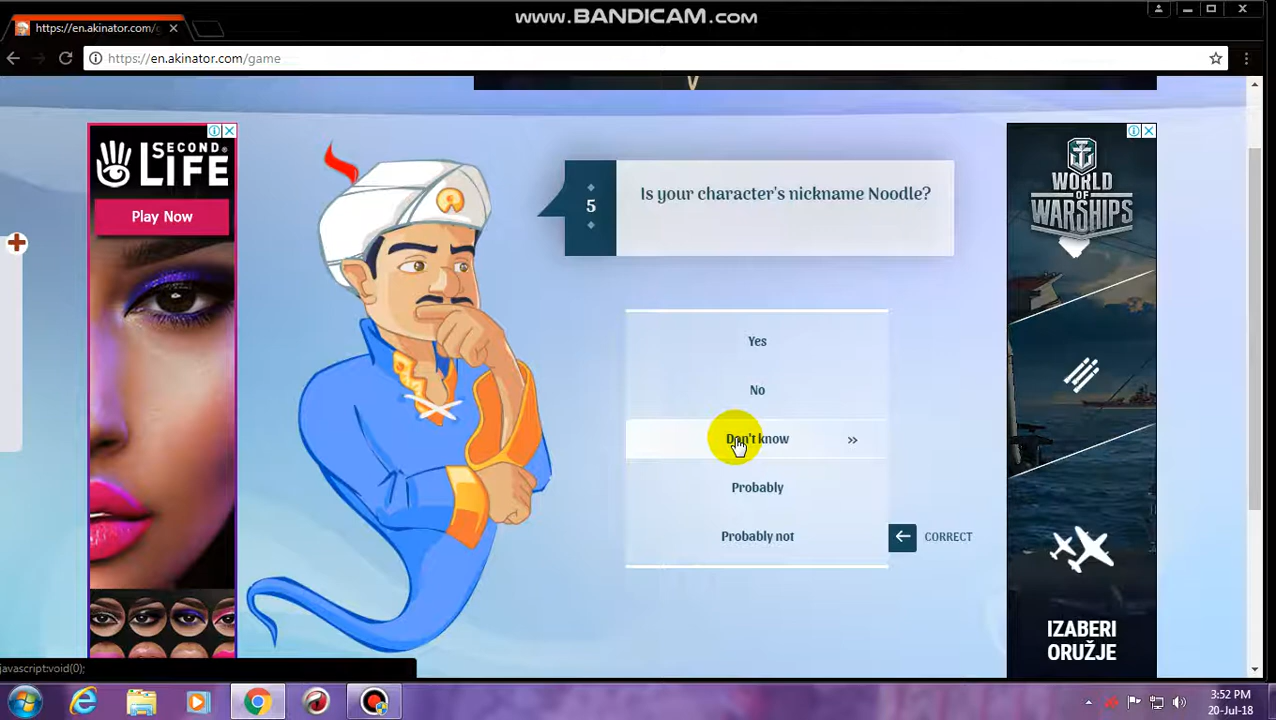 www.BANDICAM.com
https://en.akinator.com/g
https://en.akinator.com/game
SECOND
LIFE
Play Now
5
Is your character's nickname Noodle?
Yes
No
Don't know
Probably
Probably not
CORRECT
WORLD
OF
WARSHIPS
IZABERI
ORUŽJE
javascript:void(0);
3:52 PM
20-Jul-18